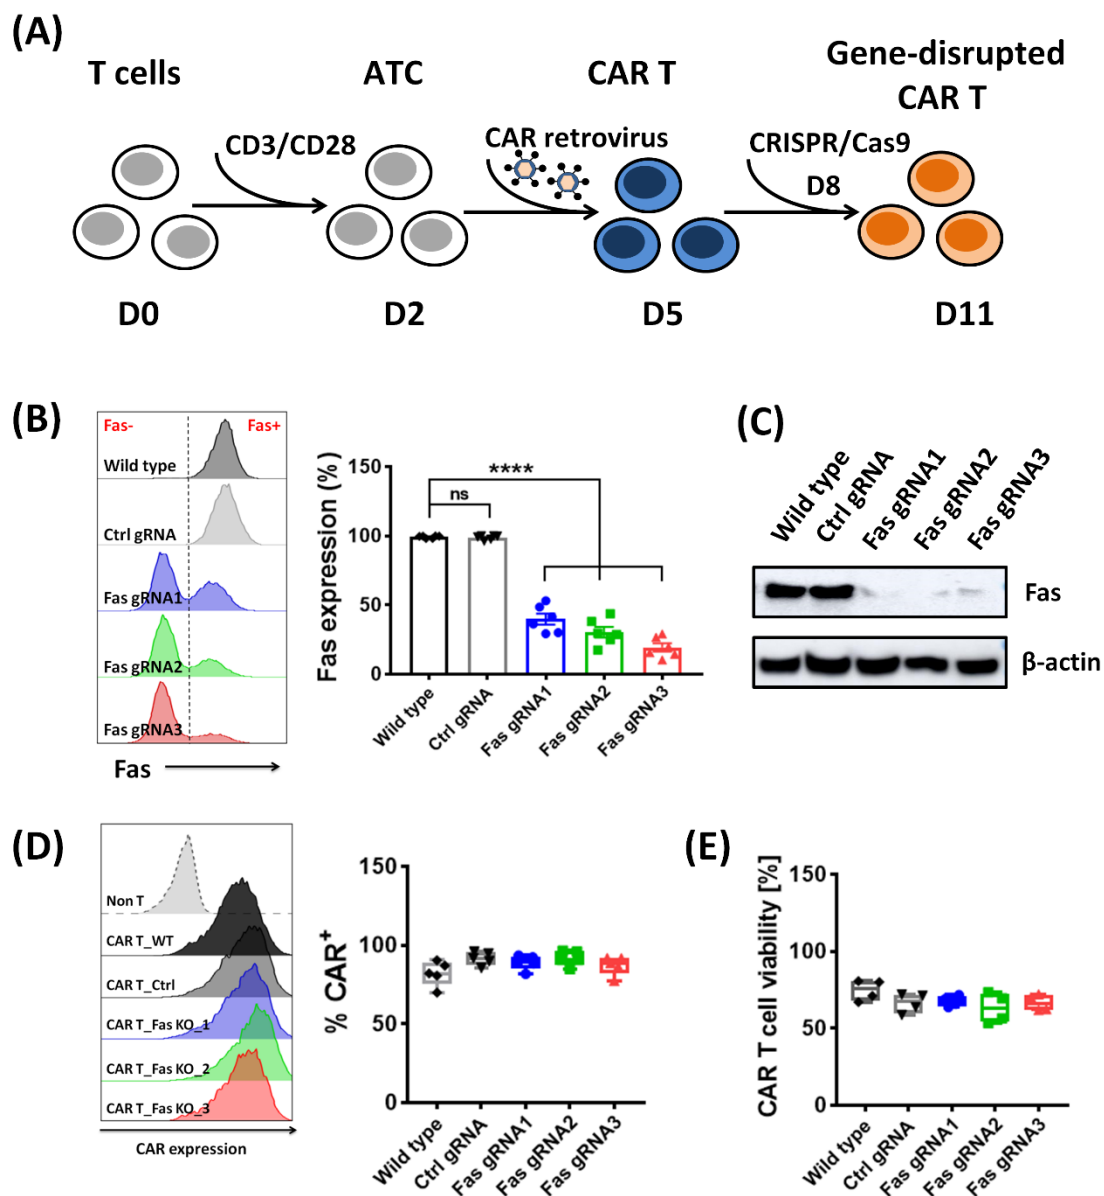 (A)
T cells
ATC
CAR T
Gene-disrupted
CAR T
CD3/CD28
CAR retrovirus
CRISPR/Cas9
D8
D0
D2
D5
D11
(B)
Fas-
Fas+
Wild type
Ctrl gRNA
Fas gRNA1
Fas gRNA2
Fas gRNA3
Fas
Fas expression (%)
150
100
50
0
ns
****
Wild type
Ctrl gRNA
Fas gRNA1
Fas gRNA2
Fas gRNA3
(C)
Wild type
Ctrl gRNA
Fas gRNA1
Fas gRNA2
Fas gRNA3
Fas
β-actin
(D)
Non T
CAR T_WT
CAR T_Ctrl
CAR T_Fas KO_1
CAR T_Fas KO_2
CAR T_Fas KO_3
CAR expression
% CAR+
150
100
50
0
Wild type
Ctrl gRNA
Fas gRNA1
Fas gRNA2
Fas gRNA3
(E)
CAR T cell viability [%]
150
100
50
0
Wild type
Ctrl gRNA
Fas gRNA1
Fas gRNA2
Fas gRNA3